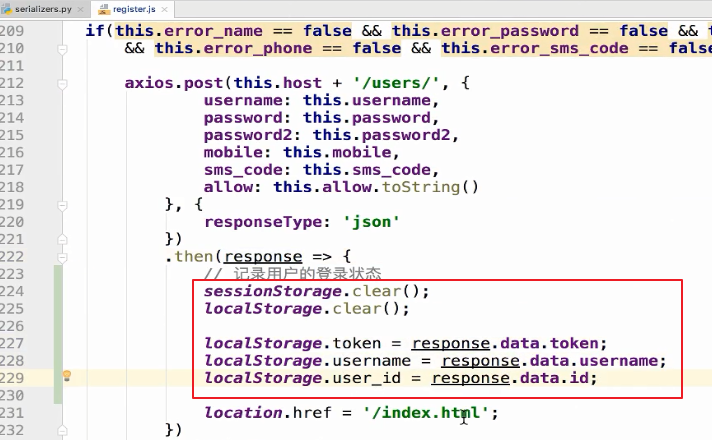 serializers.py
register.js
209 if(this.error_name == false && this.error_password == false && t
210 && this.error_phone == false && this.error_sms_code == false
211
212 axios.post(this.host + '/users/', {
213 username: this.username,
214 password: this.password,
215 password2: this.password2,
216 mobile: this.mobile,
217 sms_code: this.sms_code,
218 allow: this.allow.toString()
219 }, {
220 responseType: 'json'
221 })
222 .then(response => {
223 // 记录用户的登录状态
224 sessionStorage.clear();
225 localStorage.clear();
226
227 localStorage.token = response.data.token;
228 localStorage.username = response.data.username;
229 localStorage.user_id = response.data.id;
230
231 location.href = '/index.html';
232 })